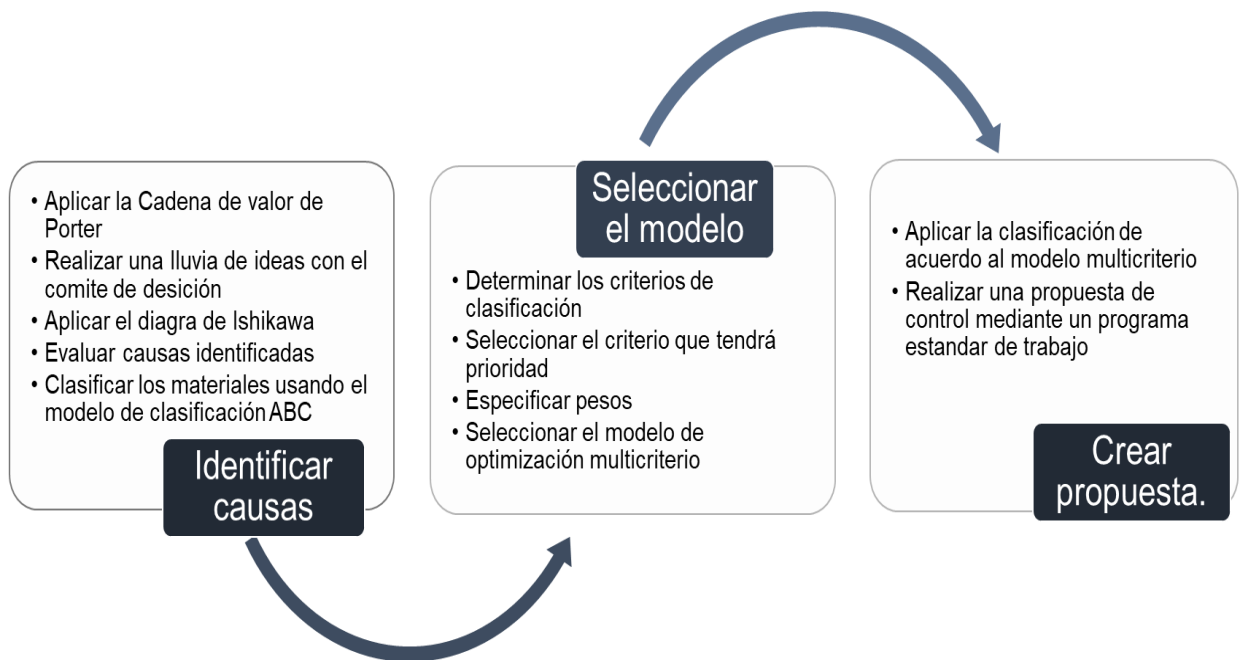 • Aplicar la Cadena de valor de
Porter
• Realizar una lluvia de ideas con el
comite de desición
• Aplicar el diagra de Ishikawa
• Evaluar causas identificadas
• Clasificar los materiales usando el
modelo de clasificación ABC
Identificar
causas
Seleccionar
el modelo
• Determinar los criterios de
clasificación
• Seleccionar el criterio que tendrá
prioridad
• Especificar pesos
• Seleccionar el modelo de
optimización multicriterio
• Aplicar la clasificación de
acuerdo al modelo multicriterio
• Realizar una propuesta de
control mediante un programa
estandar de trabajo
Crear
propuesta.